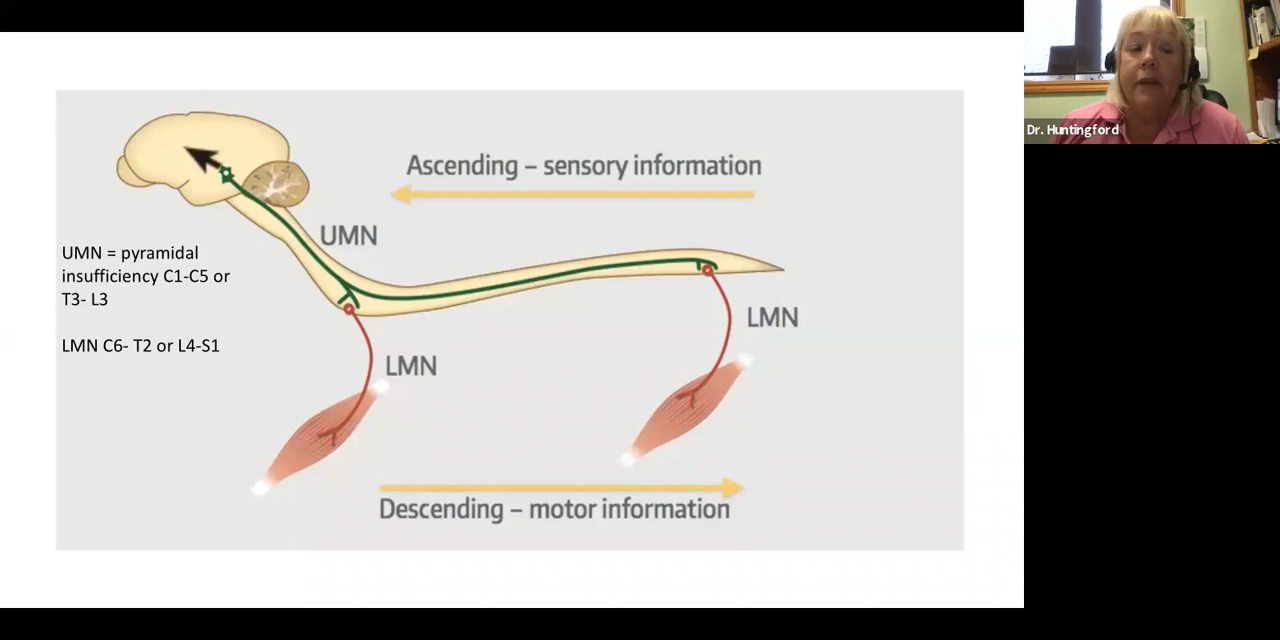 Dr. Huntingford
Ascending – sensory information
UMN
UMN = pyramidal
insufficiency C1-C5 or
T3- L3
LMN C6- T2 or L4-S1
LMN
LMN
Descending – motor information